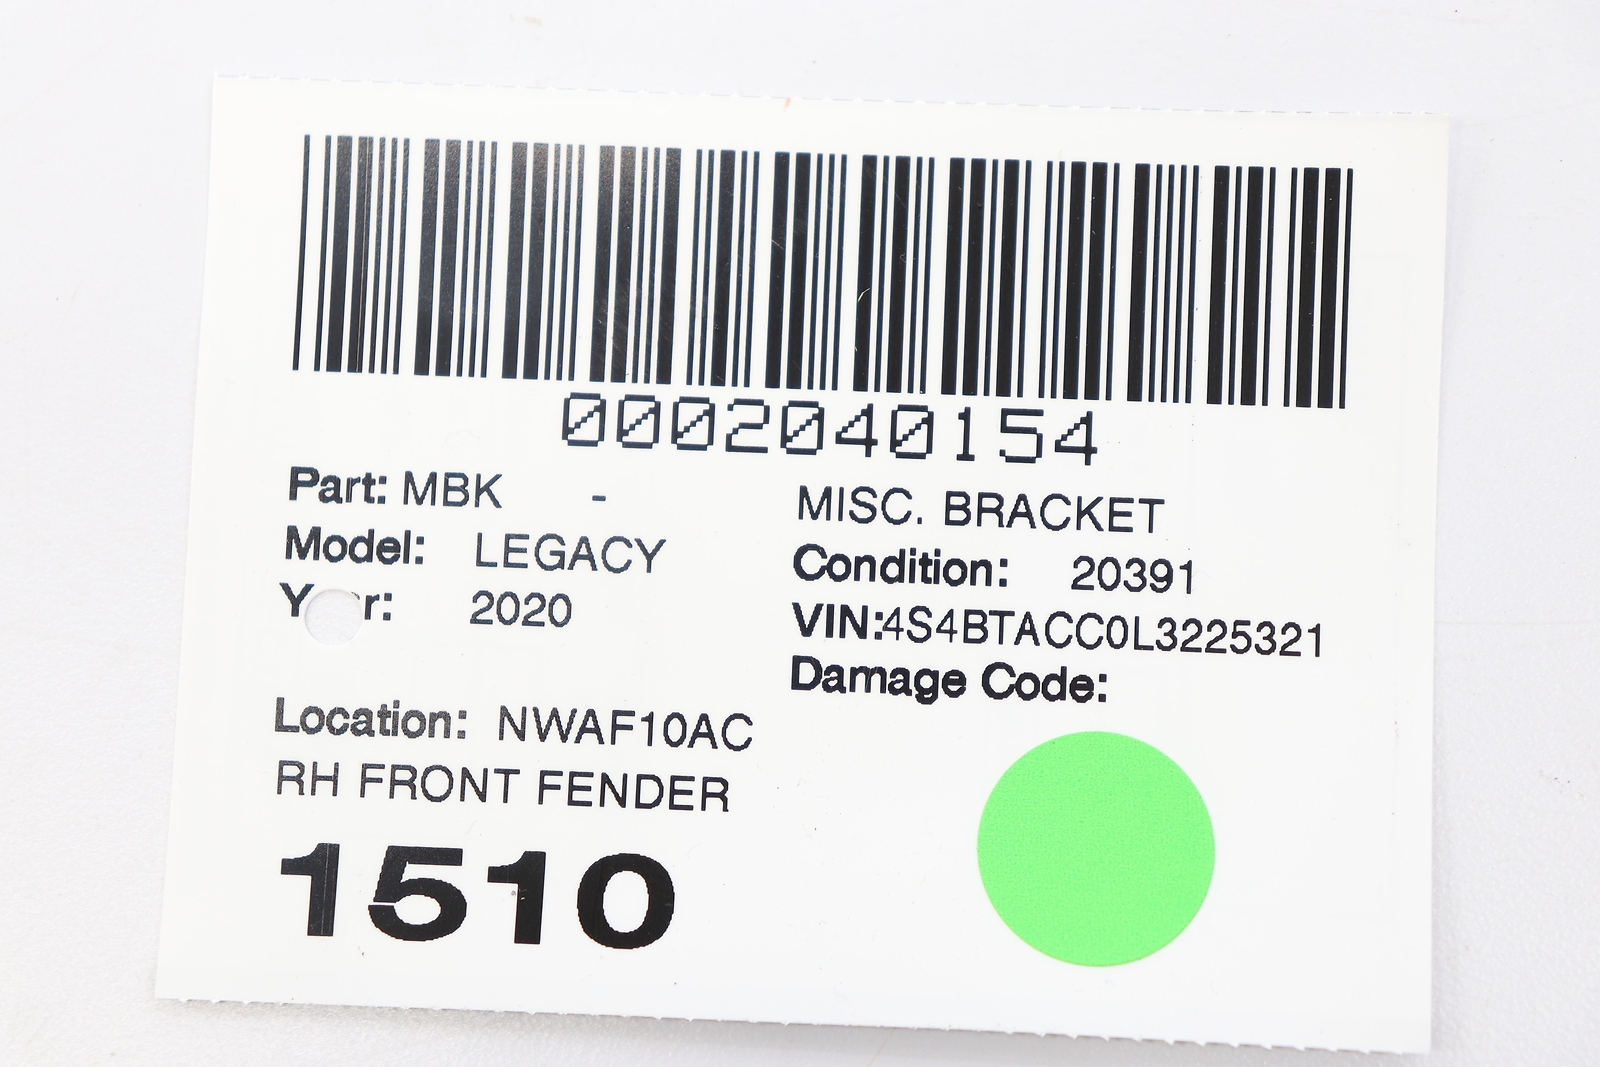 0002040154
Part: MBK - MISC. BRACKET
Model: LEGACY Condition: 20391
2020 VIN:4S4BTACC0L3225321
Damage Code:
Location: NWAF10AC
RH FRONT FENDER
1510